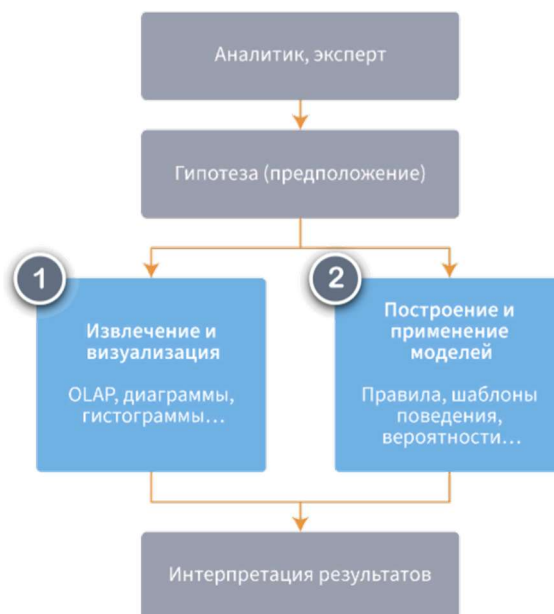 Аналитик, эксперт
Гипотеза (предположение)
1
Извлечение и
визуализация
OLAP, диаграммы,
гистограммы...
2
Построение и
применение
моделей
Правила, шаблоны
поведения,
вероятности...
Интерпретация результатов